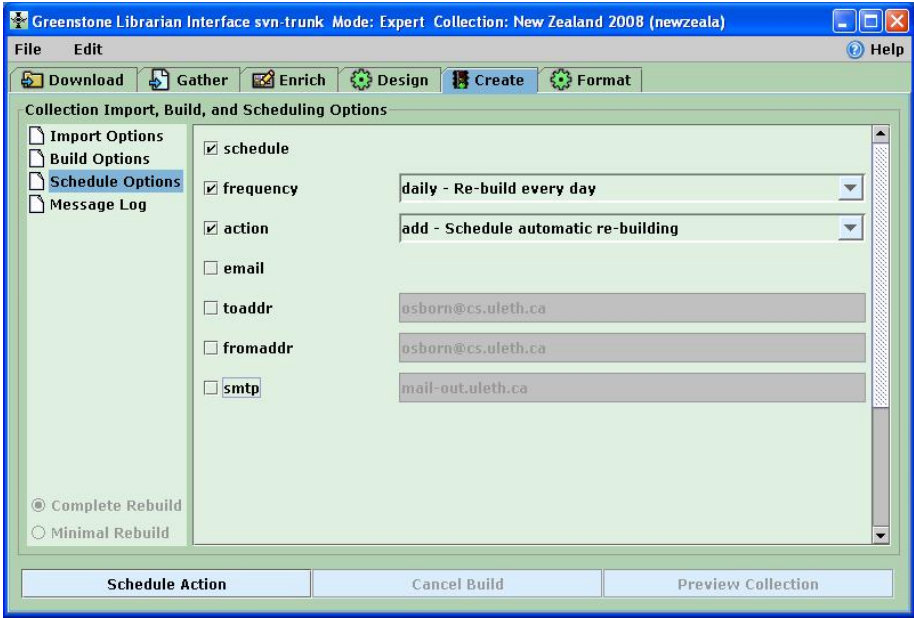 Greenstone Librarian Interface svn-trunk  Mode: Expert  Collection: New Zealand 2008 (newzeala)
File Edit Help
Download Gather Enrich Design Create Format
Collection Import, Build, and Scheduling Options
Import Options
Build Options
Schedule Options
Message Log
schedule
frequency daily - Re-build every day
action add - Schedule automatic re-building
email
toaddr osborn@cs.uleth.ca
fromaddr osborn@cs.uleth.ca
smtp mail-out.uleth.ca
Complete Rebuild
Minimal Rebuild
Schedule Action Cancel Build Preview Collection